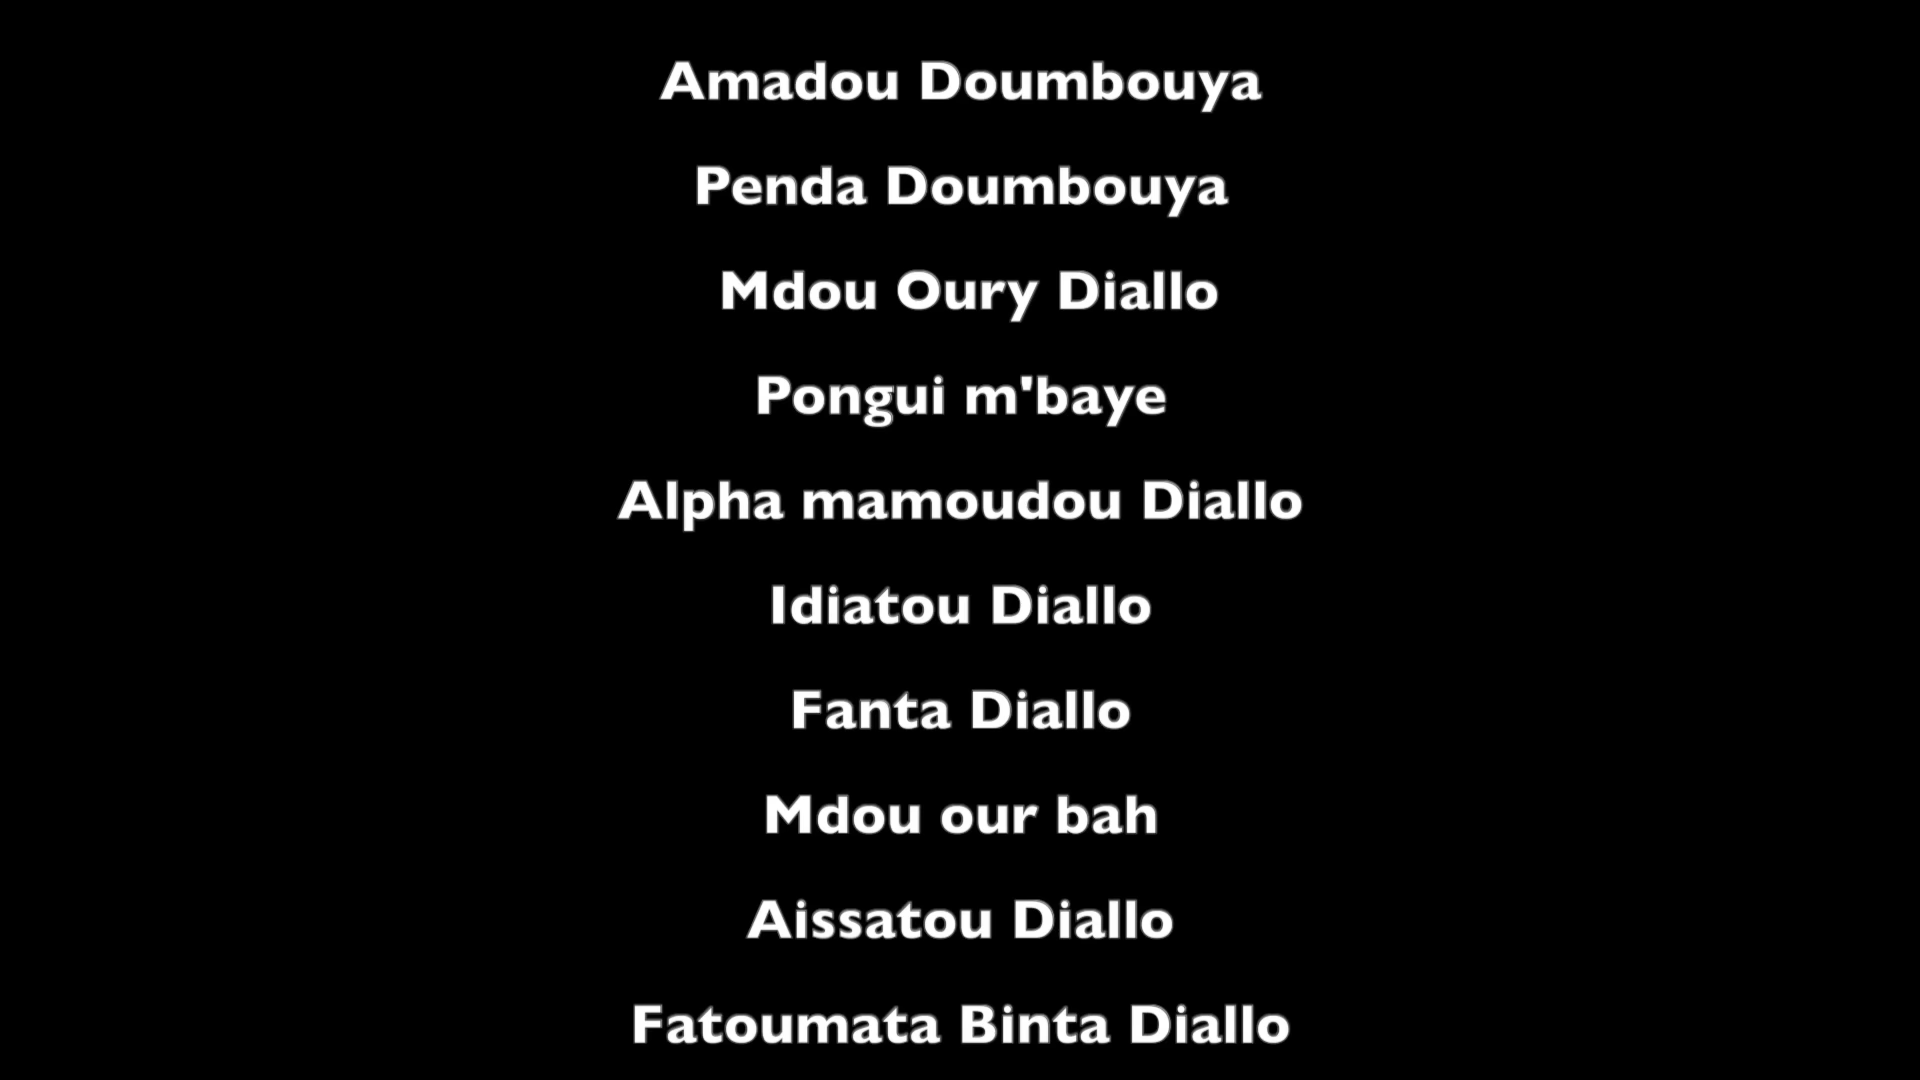 Amadou Doumbouya
Penda Doumbouya
Mdou Oury Diallo
Pongui m'baye
Alpha mamoudou Diallo
Idiatou Diallo
Fanta Diallo
Mdou our bah
Aissatou Diallo
Fatoumata Binta Diallo